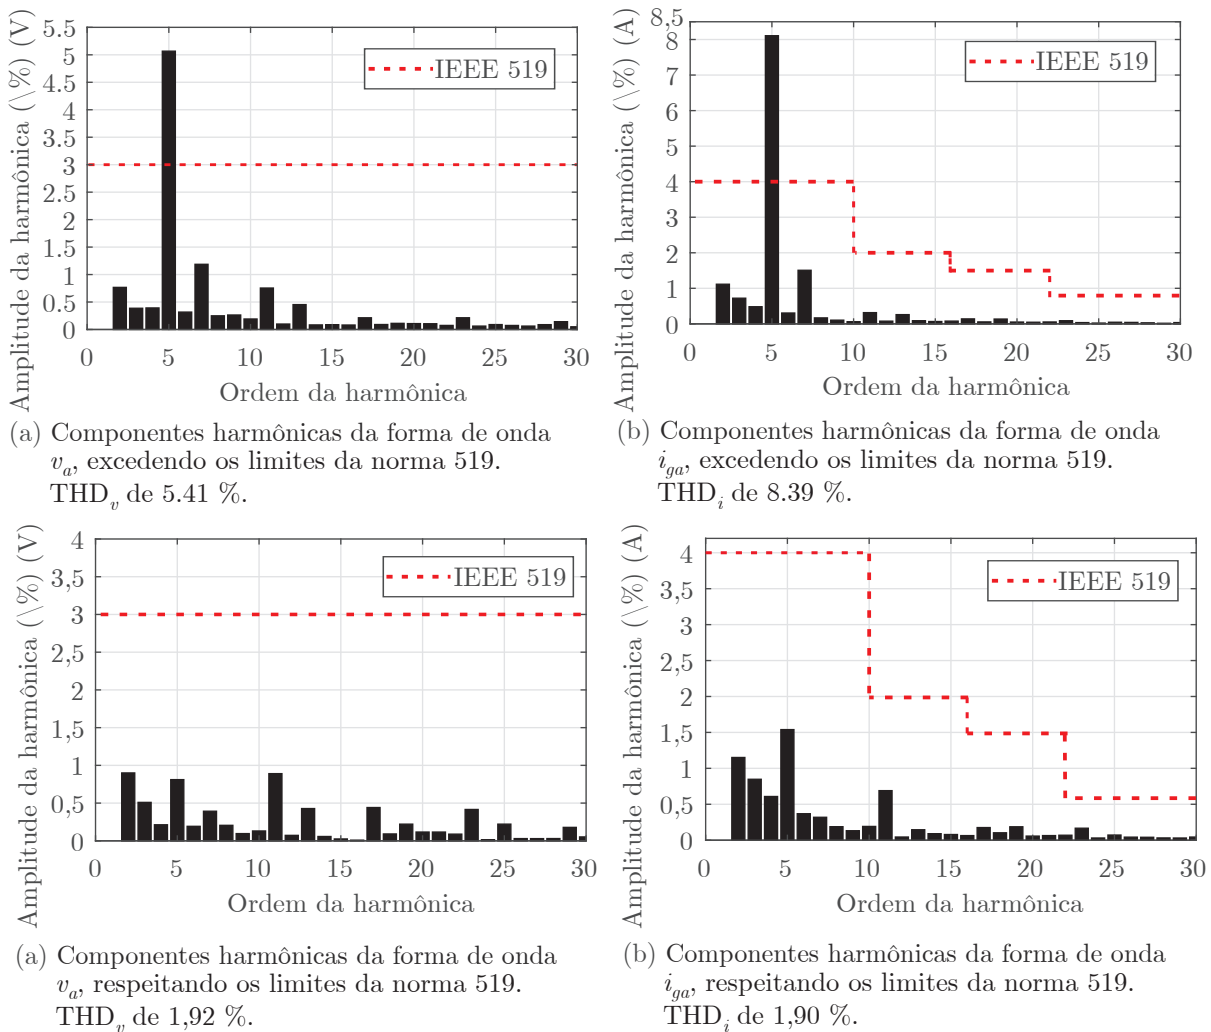 Amplitude da harmônica (\%) (V)
5.5
5
4.5
4
3.5
3
2.5
2
1.5
1
0.5
0
IEEE 519
0 5 10 15 20 25 30
Ordem da harmônica
(a) Componentes harmônicas da forma de onda
v_a, excedendo os limites da norma 519.
THD_v de 5.41 %.
Amplitude da harmônica (\%) (A)
8,5
8
7
6
5
4
3
2
1
0
IEEE 519
0 5 10 15 20 25 30
Ordem da harmônica
(b) Componentes harmônicas da forma de onda
i_ga, excedendo os limites da norma 519.
THD_i de 8.39 %.
Amplitude da harmônica (\%) (V)
4
3,5
3
2,5
2
1,5
1
0,5
0
IEEE 519
0 5 10 15 20 25 30
Ordem da harmônica
(a) Componentes harmônicas da forma de onda
v_a, respeitando os limites da norma 519.
THD_v de 1,92 %.
Amplitude da harmônica (\%) (A)
4
3,5
3
2,5
2
1,5
1
0,5
0
IEEE 519
0 5 10 15 20 25 30
Ordem da harmônica
(b) Componentes harmônicas da forma de onda
i_ga, respeitando os limites da norma 519.
THD_i de 1,90 %.